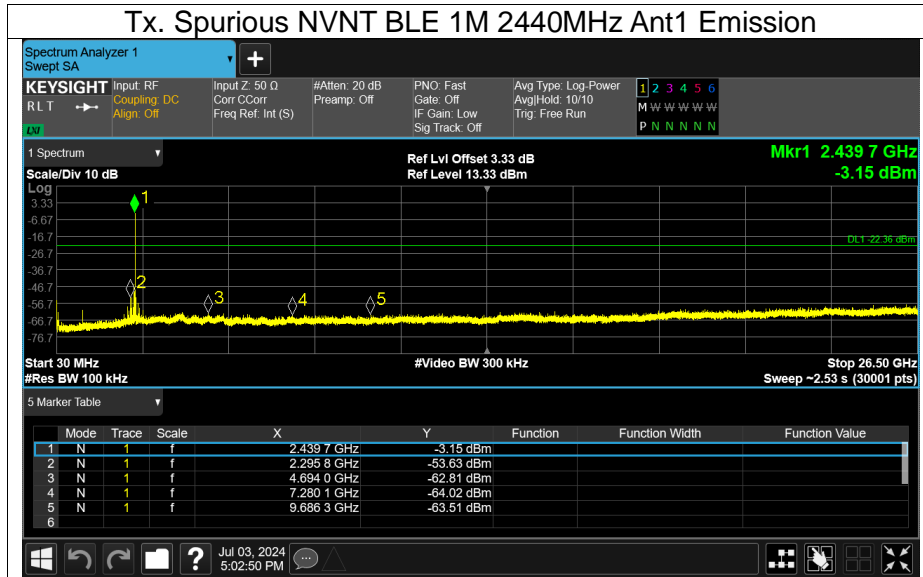 Tx. Spurious NVNT BLE 1M 2440MHz Ant1 Emission
Spectrum Analyzer 1
Swept SA
+
KEYSIGHT
RLT
LXI
Input: RF
Coupling: DC
Align: Off
Input Z: 50 Ω
Corr CCorr
Freq Ref: Int (S)
#Atten: 20 dB
Preamp: Off
PNO: Fast
Gate: Off
IF Gain: Low
Sig Track: Off
Avg Type: Log-Power
Avg|Hold: 10/10
Trig: Free Run
1 2 3 4 5 6
M W W W W W
P N N N N N
1 Spectrum
Scale/Div 10 dB
Ref Lvl Offset 3.33 dB
Ref Level 13.33 dBm
Mkr1 2.439 7 GHz
-3.15 dBm
Log
3.33
-6.67
-16.7
-26.7
-36.7
-46.7
-56.7
-66.7
-76.7
1
2
3
4
5
DL1 -22.36 dBm
Start 30 MHz
#Res BW 100 kHz
#Video BW 300 kHz
Stop 26.50 GHz
Sweep ~2.53 s (30001 pts)
5 Marker Table
Mode Trace Scale X Y Function Function Width Function Value
1 N 1 f 2.439 7 GHz -3.15 dBm
2 N 1 f 2.295 8 GHz -53.63 dBm
3 N 1 f 4.694 0 GHz -62.81 dBm
4 N 1 f 7.280 1 GHz -64.02 dBm
5 N 1 f 9.686 3 GHz -63.51 dBm
6
?
Jul 03, 2024
5:02:50 PM